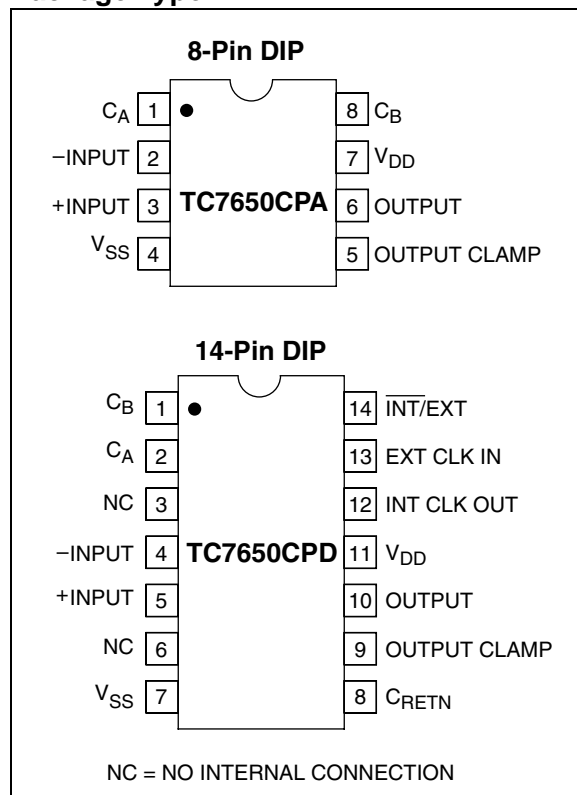 8-Pin DIP
CA 1 8 CB
−INPUT 2 7 VDD
+INPUT 3 TC7650CPA 6 OUTPUT
VSS 4 5 OUTPUT CLAMP
14-Pin DIP
CB 1 14 INT/EXT
CA 2 13 EXT CLK IN
NC 3 12 INT CLK OUT
−INPUT 4 TC7650CPD 11 VDD
+INPUT 5 10 OUTPUT
NC 6 9 OUTPUT CLAMP
VSS 7 8 CRETN
NC = NO INTERNAL CONNECTION